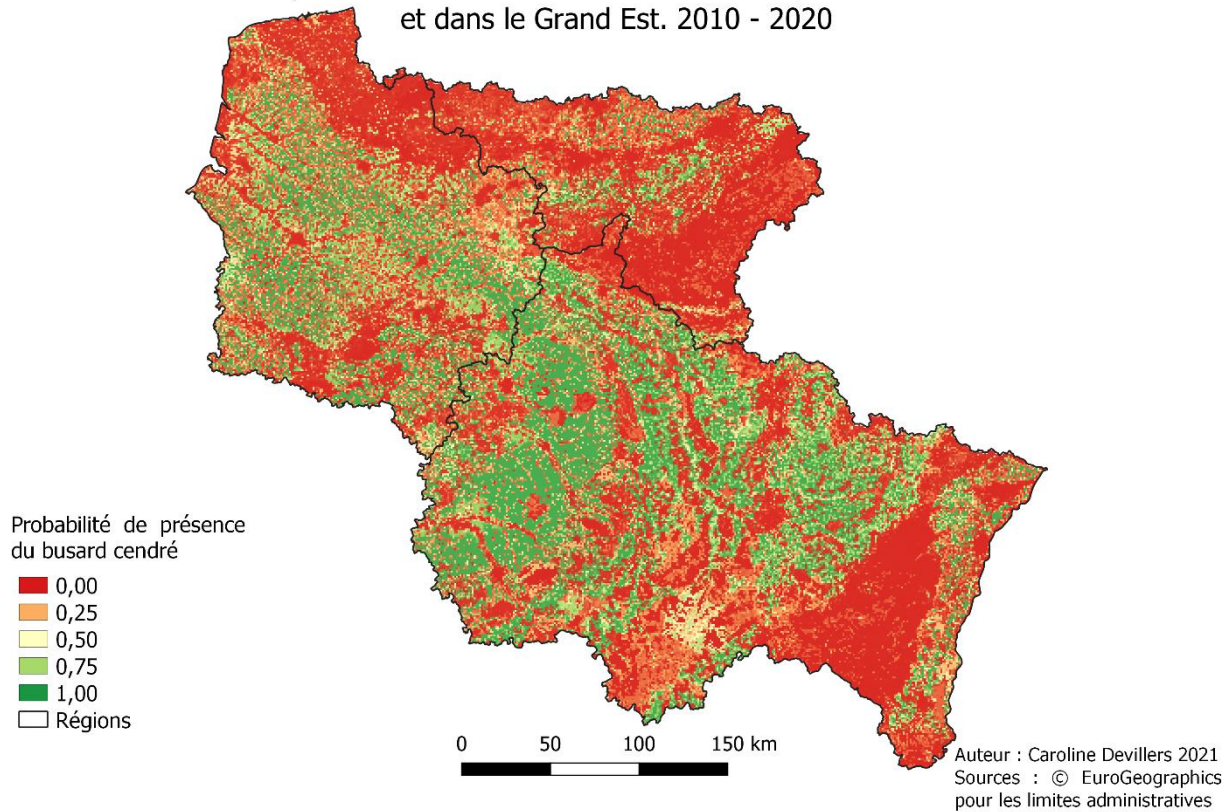 et dans le Grand Est. 2010 - 2020
Probabilité de présence
du busard cendré
0,00
0,25
0,50
0,75
1,00
Régions
0 50 100 150 km
Auteur : Caroline Devillers 2021
Sources : © EuroGeographics
pour les limites administratives